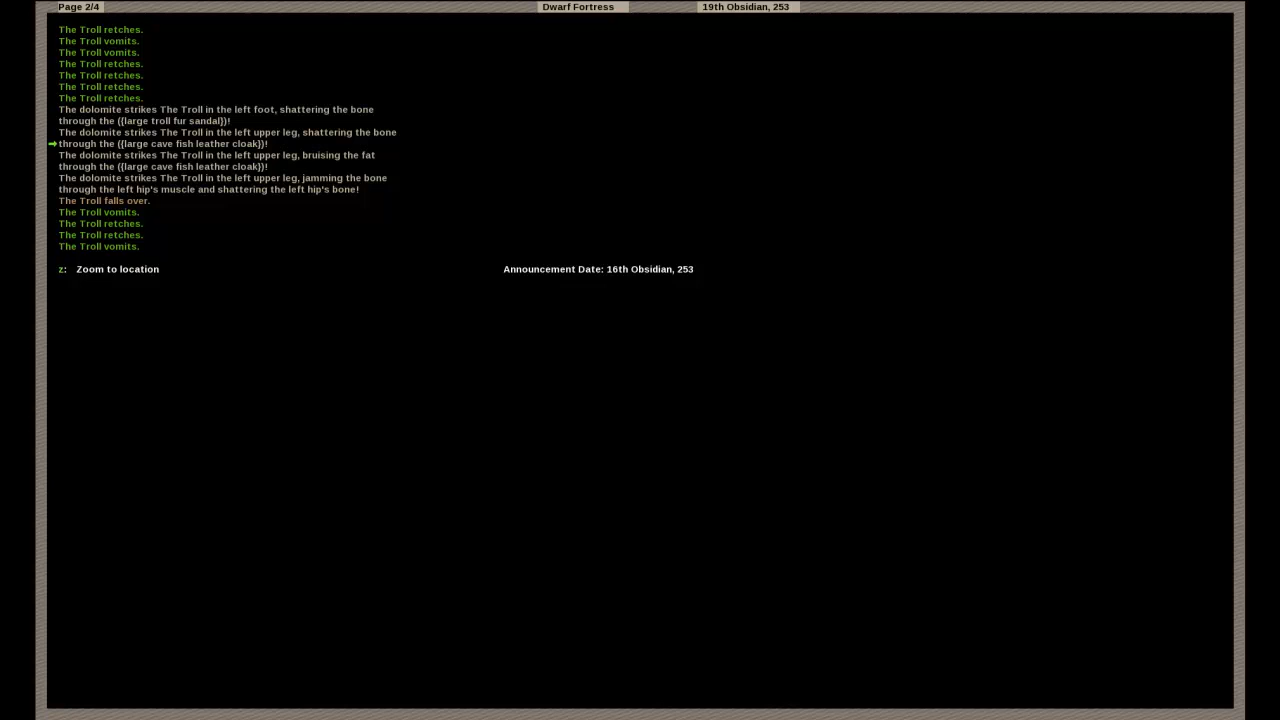 Page 2/4 Dwarf Fortress 19th Obsidian, 253
The Troll retches.
The Troll vomits.
The Troll vomits.
The Troll retches.
The Troll retches.
The Troll retches.
The Troll retches.
The dolomite strikes The Troll in the left foot, shattering the bone
through the ({large troll fur sandal})!
The dolomite strikes The Troll in the left upper leg, shattering the bone
through the ({large cave fish leather cloak})!
The dolomite strikes The Troll in the left upper leg, bruising the fat
through the ({large cave fish leather cloak})!
The dolomite strikes The Troll in the left upper leg, jamming the bone
through the left hip's muscle and shattering the left hip's bone!
The Troll falls over.
The Troll vomits.
The Troll retches.
The Troll retches.
The Troll vomits.
z: Zoom to location Announcement Date: 16th Obsidian, 253